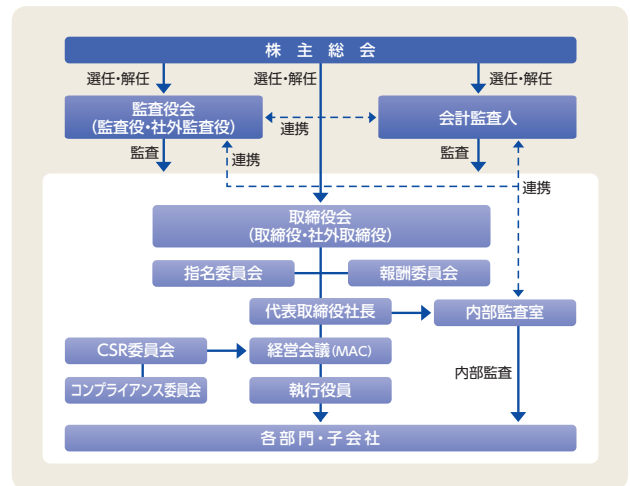 株主総会
選任・解任
選任・解任
選任・解任
監査役会
(監査役・社外監査役)
会計監査人
連携
監査
連携
監査
連携
取締役会
(取締役・社外取締役)
指名委員会
報酬委員会
代表取締役社長
内部監査室
CSR委員会
経営会議(MAC)
コンプライアンス委員会
執行役員
内部監査
各部門・子会社